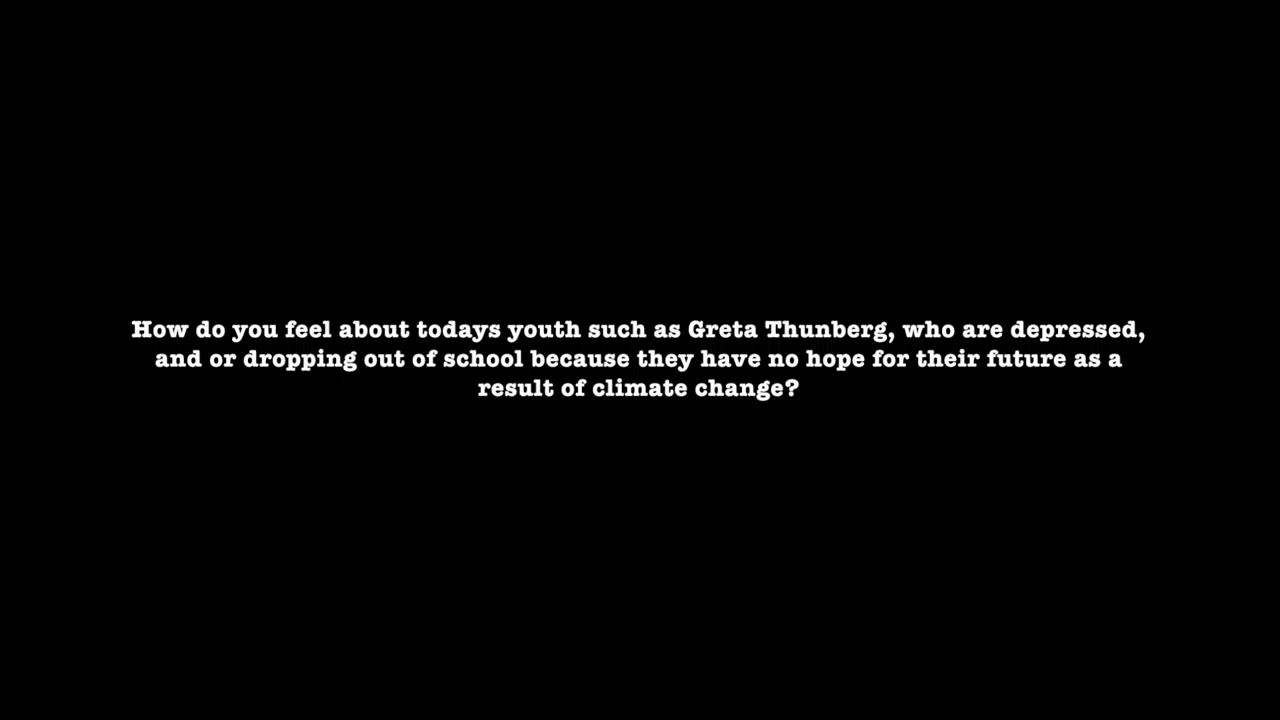 How do you feel about todays youth such as Greta Thunberg, who are depressed,
and or dropping out of school because they have no hope for their future as a
result of climate change?